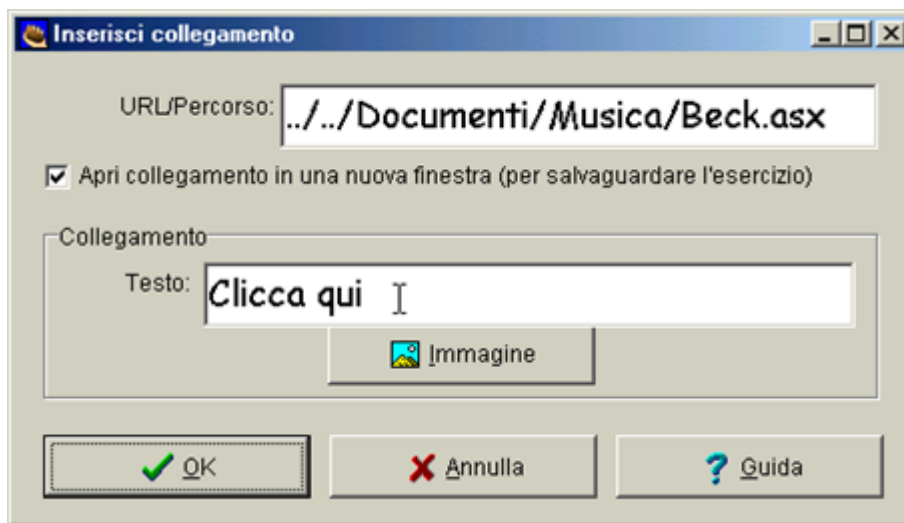 Inserisci collegamento
URL/Percorso: ../../Documenti/Musica/Beck.asx
Apri collegamento in una nuova finestra (per salvaguardare l'esercizio)
Collegamento
Testo: Clicca qui
Immagine
OK Annulla Guida